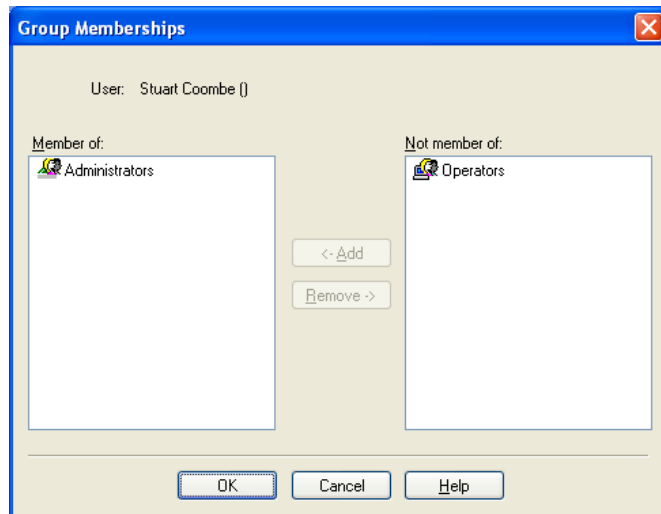 Group Memberships
User: Stuart Coombe ()
Member of:
Not member of:
Administrators
Operators
<- Add
Remove ->
OK
Cancel
Help